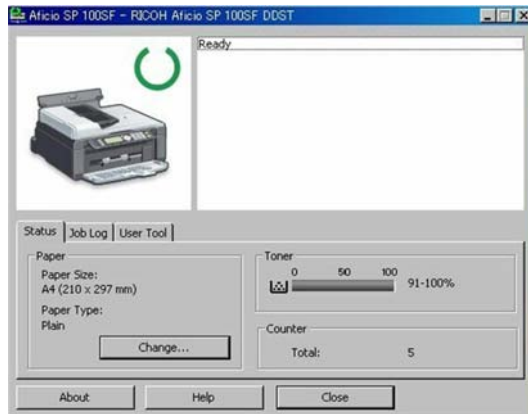 Aficio SP 100SF - RICOH Aficio SP 100SF DDST
Ready
Status
Job Log
User Tool
Paper
Paper Size:
A4 (210 x 297 mm)
Paper Type:
Plain
Change...
Toner
0 50 100
91-100%
Counter
Total: 5
About
Help
Close